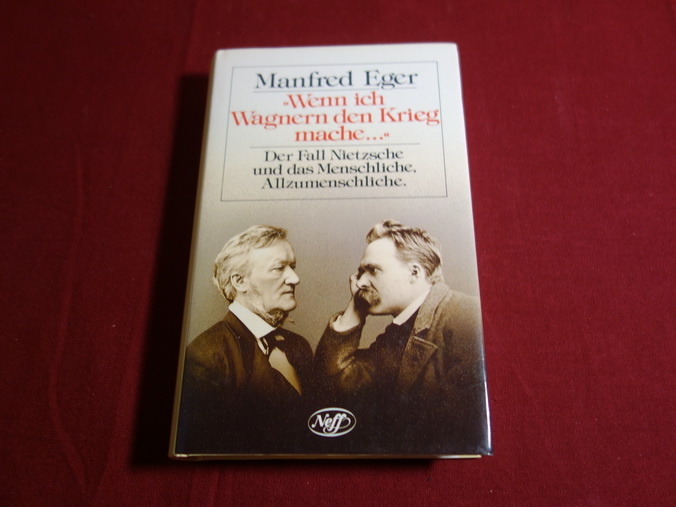 Manfred Eger
»Wenn ich
Wagnern den Krieg
mache...«
Der Fall Nietzsche
und das Menschliche,
Allzumenschliche.
Neff